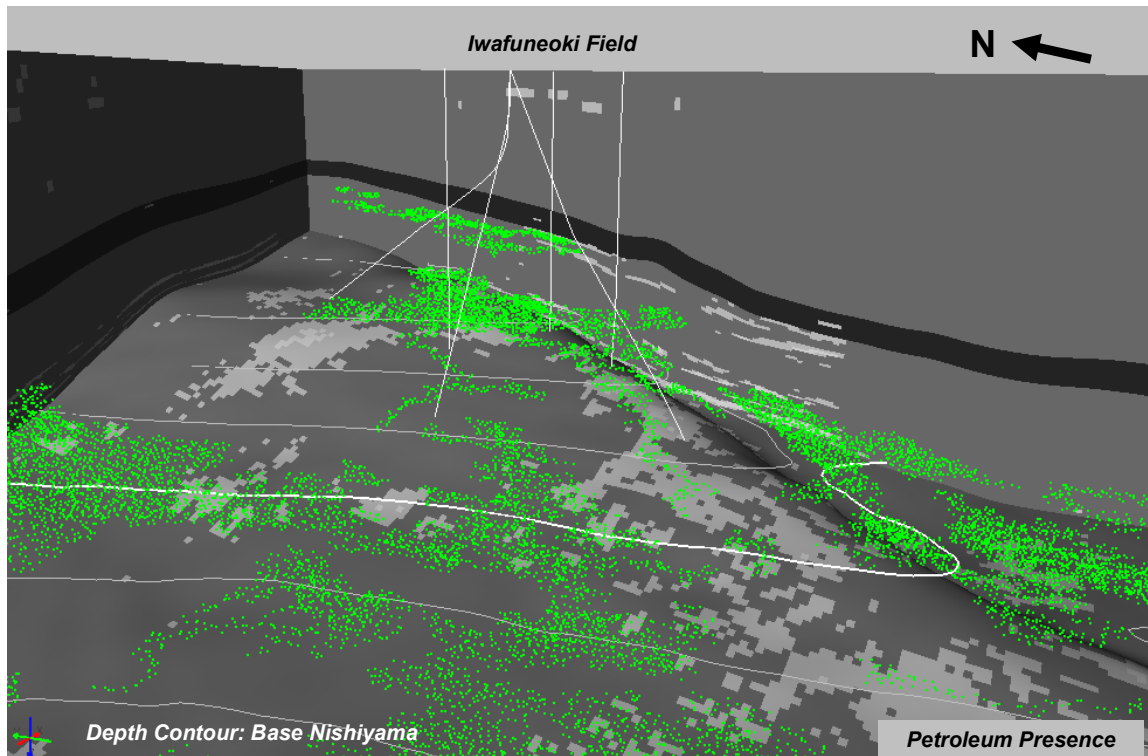 Iwafuneoki Field
N
Depth Contour: Base Nishiyama
Petroleum Presence